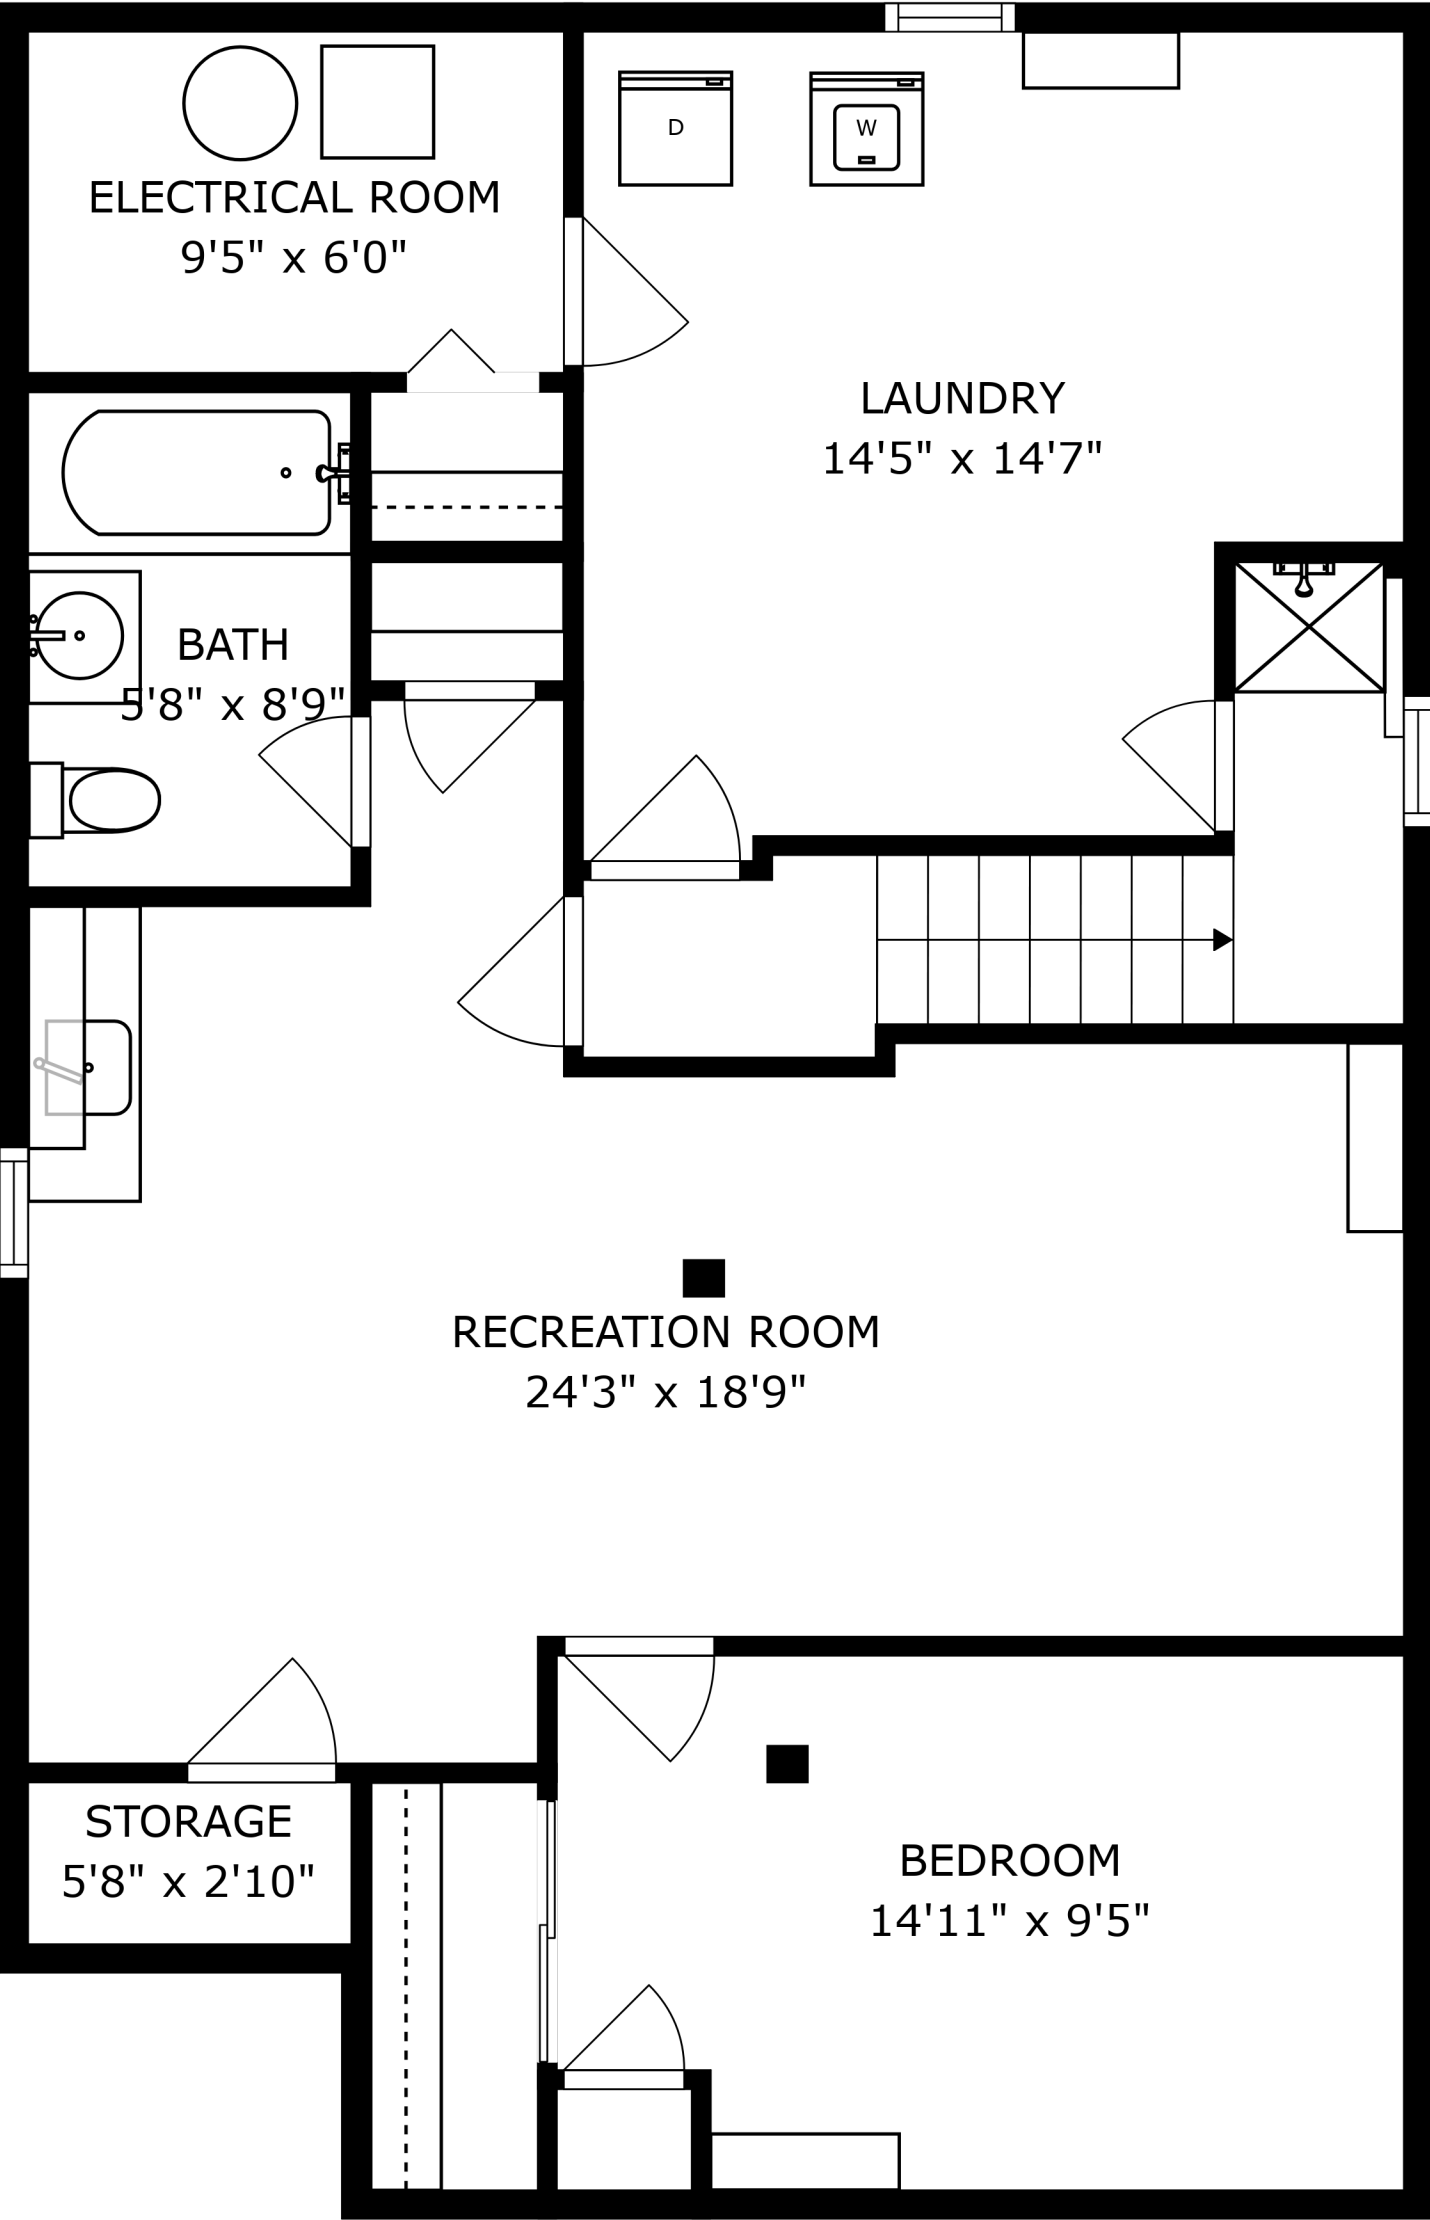 D
W
ELECTRICAL ROOM
9'5" x 6'0"
LAUNDRY
14'5" x 14'7"
BATH
5'8" x 8'9"
RECREATION ROOM
24'3" x 18'9"
STORAGE
5'8" x 2'10"
BEDROOM
14'11" x 9'5"